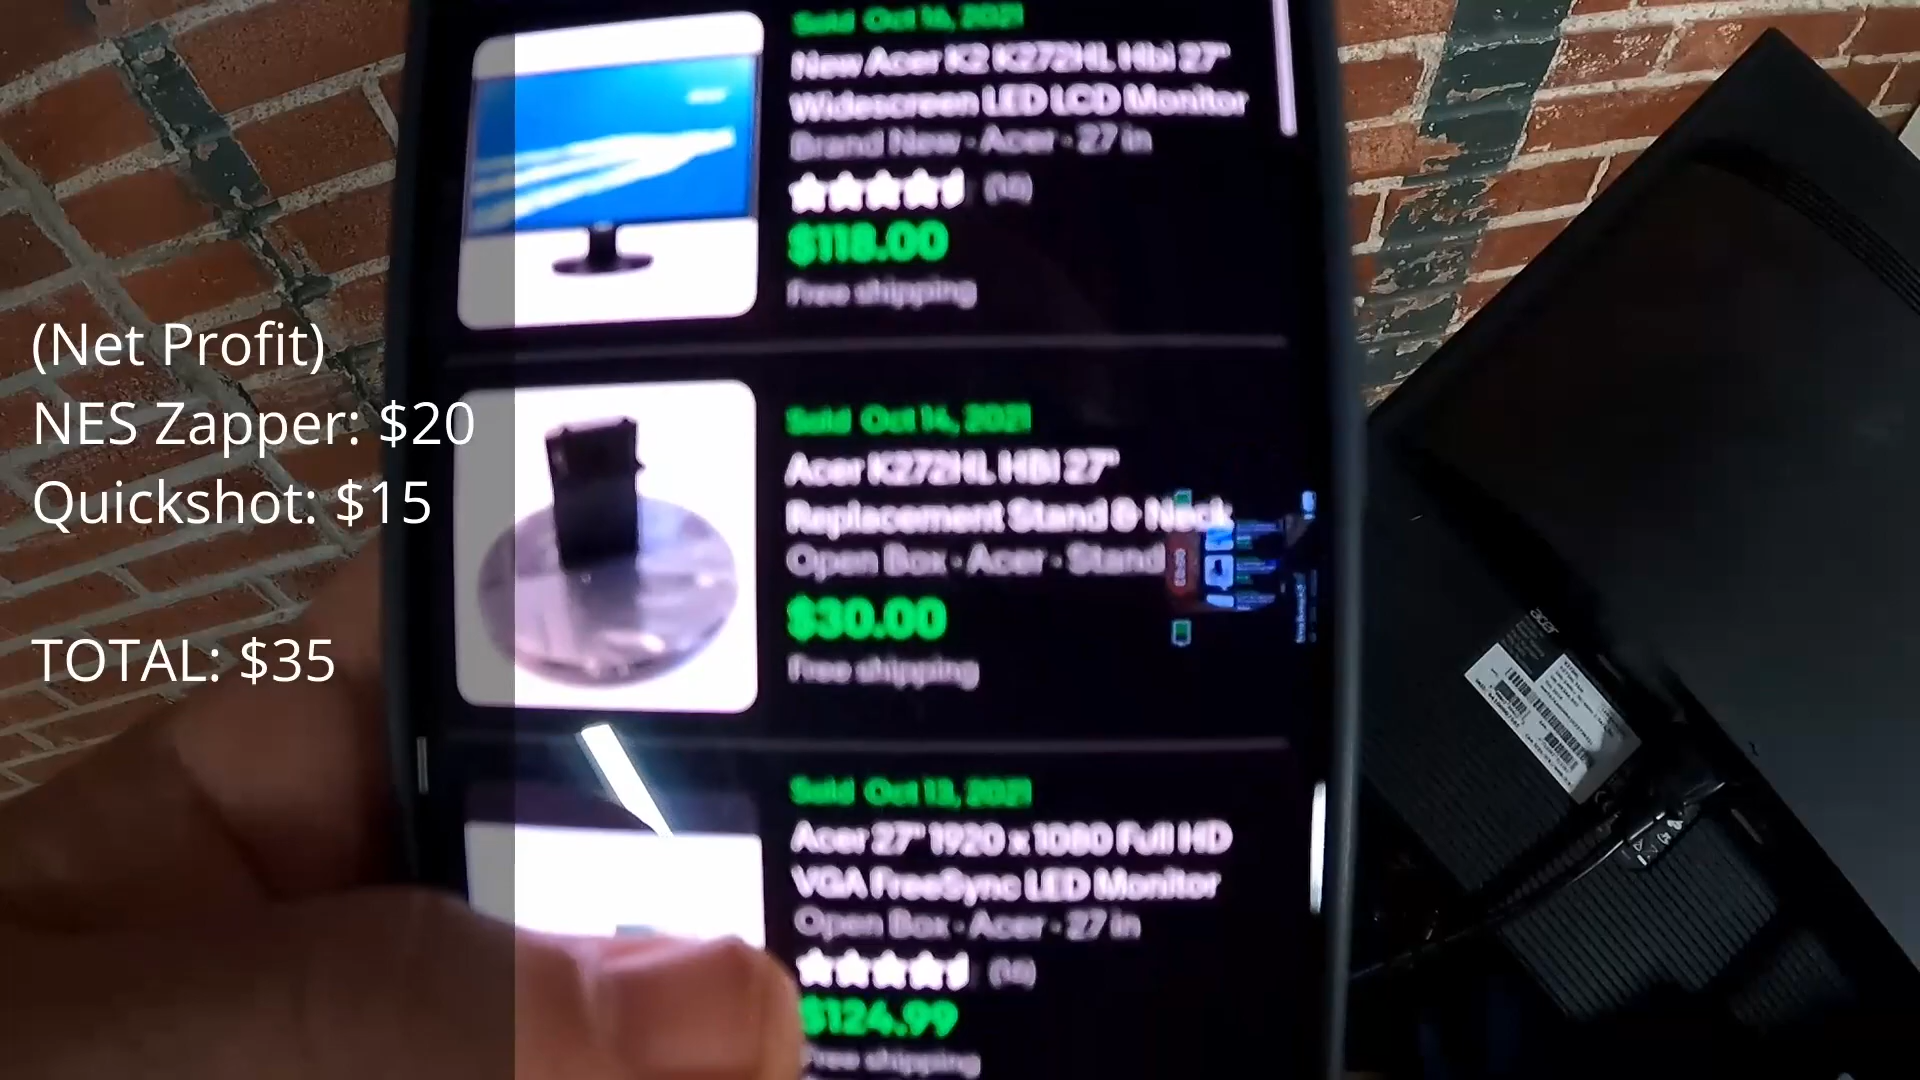 (Net Profit)
NES Zapper: $20
Quickshot: $15
TOTAL: $35
Sold Oct 16, 2021
New Acer K2 K272HL Hbi 27"
Widescreen LED LCD Monitor
Brand New · Acer · 27 in
$118.00
Free shipping
Sold Oct 14, 2021
Acer K272HL HBI 27"
Replacement Stand & Neck
Open Box · Acer · Stand
$30.00
Free shipping
Sold Oct 13, 2021
Acer 27" 1920 x 1080 Full HD
VGA FreeSync LED Monitor
Open Box · Acer · 27 in
$124.99
Free shipping
acer